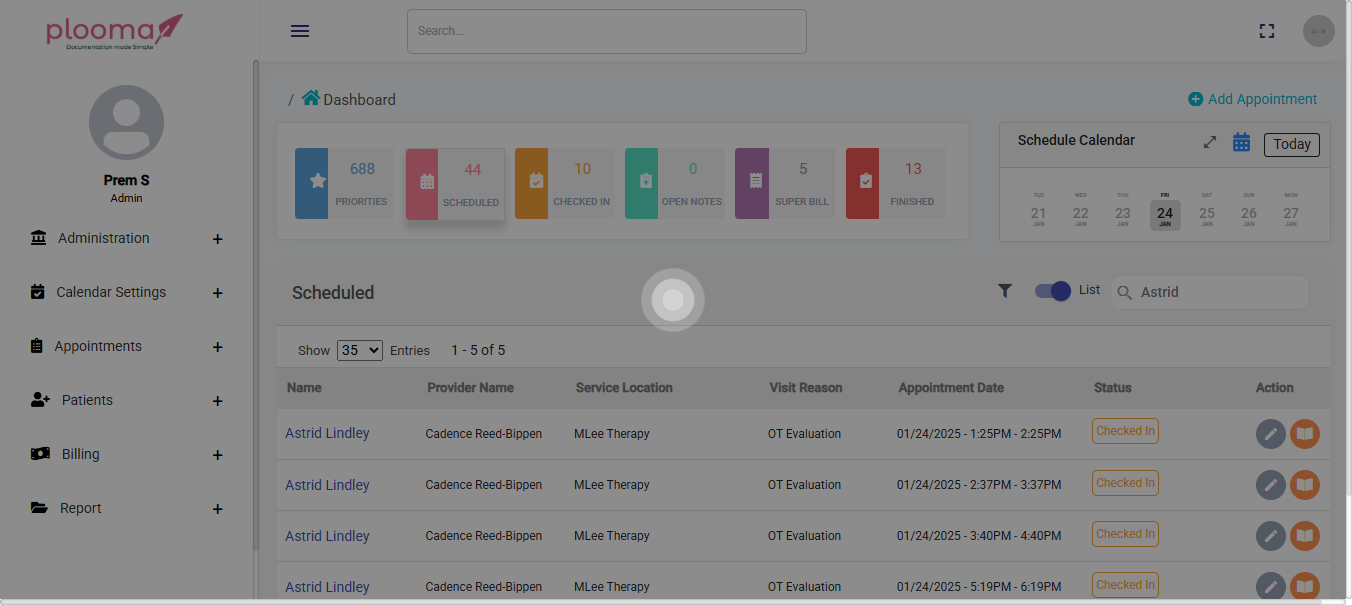 plooma
Documentation made Simple
Search...
Prem S
Admin
Administration +
Calendar Settings +
Appointments +
Patients +
Billing +
Report +
/ Dashboard
Add Appointment
688
PRIORITIES
44
SCHEDULED
10
CHECKED IN
0
OPEN NOTES
5
SUPER BILL
13
FINISHED
Schedule Calendar
Today
TUE WED THU FRI SAT SUN MON
21 22 23 24 25 26 27
JAN JAN JAN JAN JAN JAN JAN
Scheduled
List
Astrid
Show 35 Entries 1 - 5 of 5
Name Provider Name Service Location Visit Reason Appointment Date Status Action
Astrid Lindley Cadence Reed-Bippen MLee Therapy OT Evaluation 01/24/2025 - 1:25PM - 2:25PM Checked In
Astrid Lindley Cadence Reed-Bippen MLee Therapy OT Evaluation 01/24/2025 - 2:37PM - 3:37PM Checked In
Astrid Lindley Cadence Reed-Bippen MLee Therapy OT Evaluation 01/24/2025 - 3:40PM - 4:40PM Checked In
Astrid Lindley Cadence Reed-Bippen MLee Therapy OT Evaluation 01/24/2025 - 5:19PM - 6:19PM Checked In